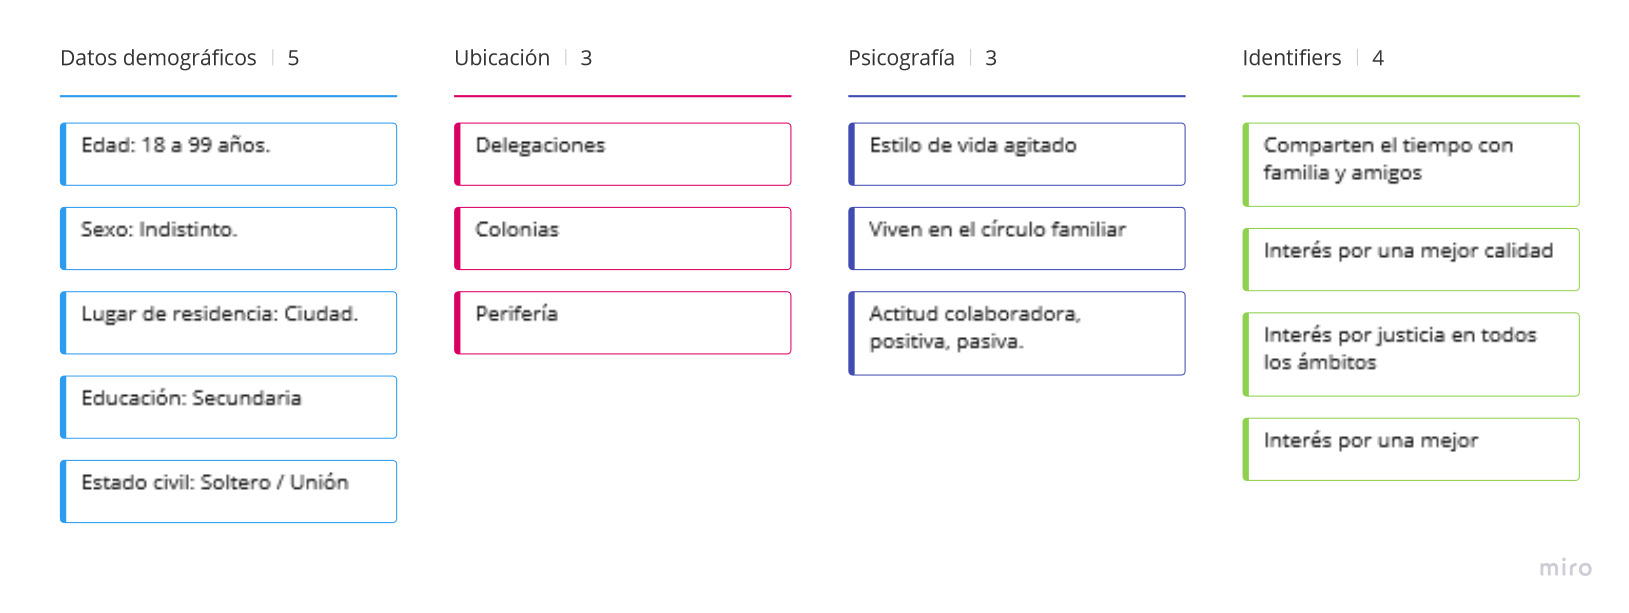 Datos demográficos | 5
Edad: 18 a 99 años.
Sexo: Indistinto.
Lugar de residencia: Ciudad.
Educación: Secundaria
Estado civil: Soltero / Unión
Ubicación | 3
Delegaciones
Colonias
Perifería
Psicografía | 3
Estilo de vida agitado
Viven en el círculo familiar
Actitud colaboradora,
positiva, pasiva.
Identifiers | 4
Comparten el tiempo con
familia y amigos
Interés por una mejor calidad
Interés por justicia en todos
los ámbitos
Interés por una mejor
miro